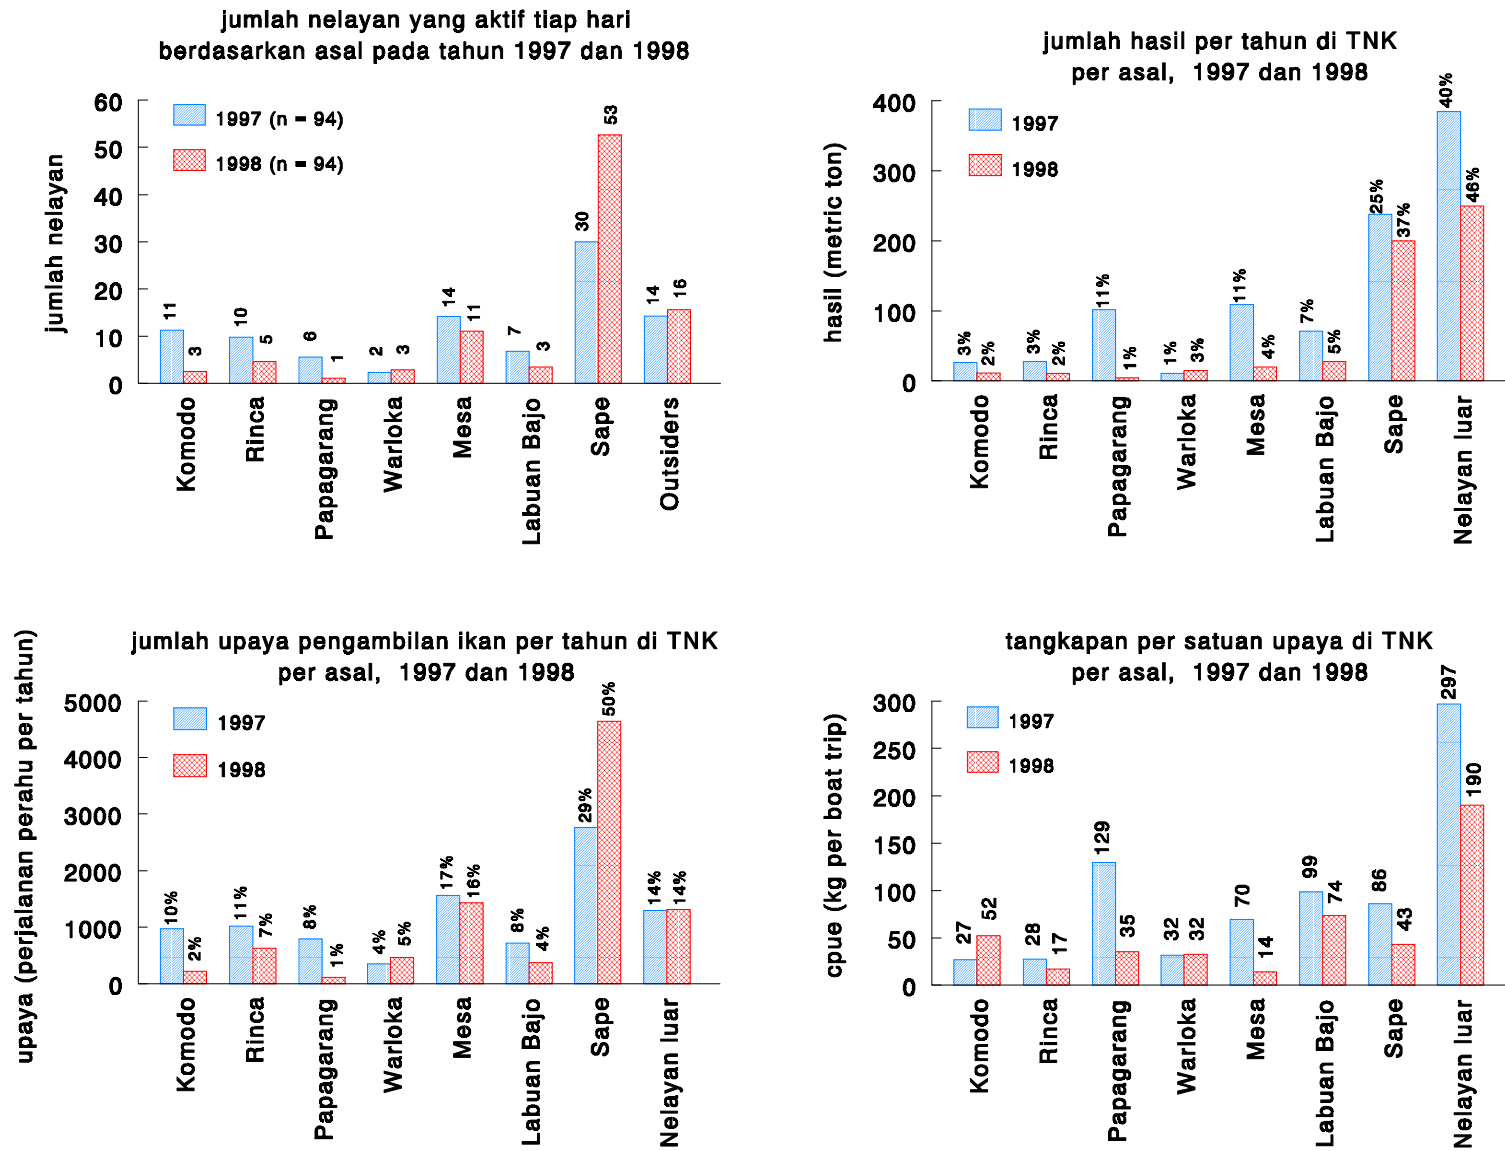 jumlah nelayan yang aktif tiap hari
berdasarkan asal pada tahun 1997 dan 1998
jumlah nelayan
60
50
40
30
20
10
0
1997 (n = 94)
1998 (n = 94)
11
3
10
5
6
1
2
3
14
11
7
3
30
53
14
16
Komodo
Rinca
Papagarang
Warloka
Mesa
Labuan Bajo
Sape
Outsiders
jumlah hasil per tahun di TNK
per asal, 1997 dan 1998
hasil (metric ton)
400
300
200
100
0
1997
1998
3%
2%
3%
2%
11%
1%
1%
3%
11%
4%
7%
5%
25%
37%
40%
46%
Komodo
Rinca
Papagarang
Warloka
Mesa
Labuan Bajo
Sape
Nelayan luar
jumlah upaya pengambilan ikan per tahun di TNK
per asal, 1997 dan 1998
upaya (perjalanan perahu per tahun)
5000
4000
3000
2000
1000
0
1997
1998
10%
2%
11%
7%
8%
1%
4%
5%
17%
16%
8%
4%
29%
50%
14%
14%
Komodo
Rinca
Papagarang
Warloka
Mesa
Labuan Bajo
Sape
Nelayan luar
tangkapan per satuan upaya di TNK
per asal, 1997 dan 1998
cpue (kg per boat trip)
300
250
200
150
100
50
0
1997
1998
27
52
28
17
129
35
32
32
70
14
99
74
86
43
297
190
Komodo
Rinca
Papagarang
Warloka
Mesa
Labuan Bajo
Sape
Nelayan luar